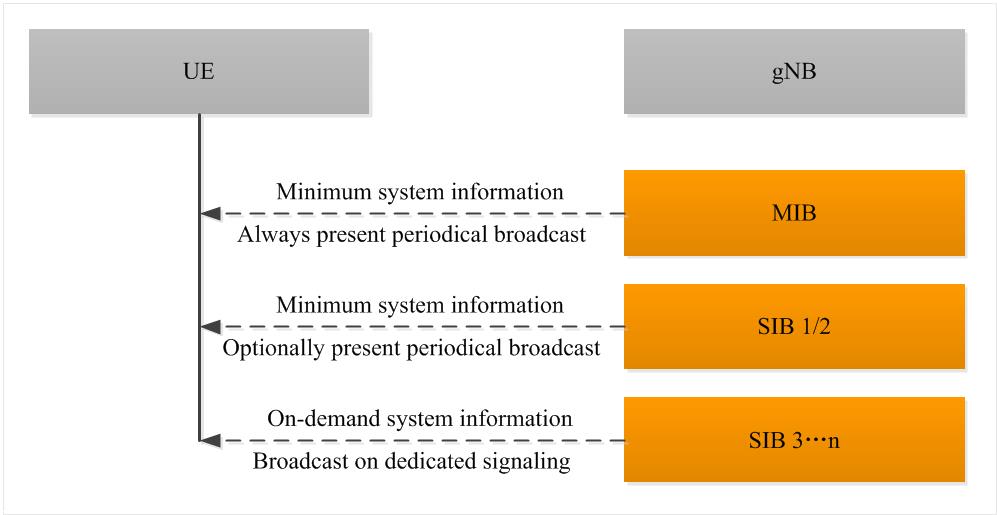 UE
gNB
Minimum system information
MIB
Always present periodical broadcast
Minimum system information
SIB 1/2
Optionally present periodical broadcast
On-demand system information
SIB 3···n
Broadcast on dedicated signaling